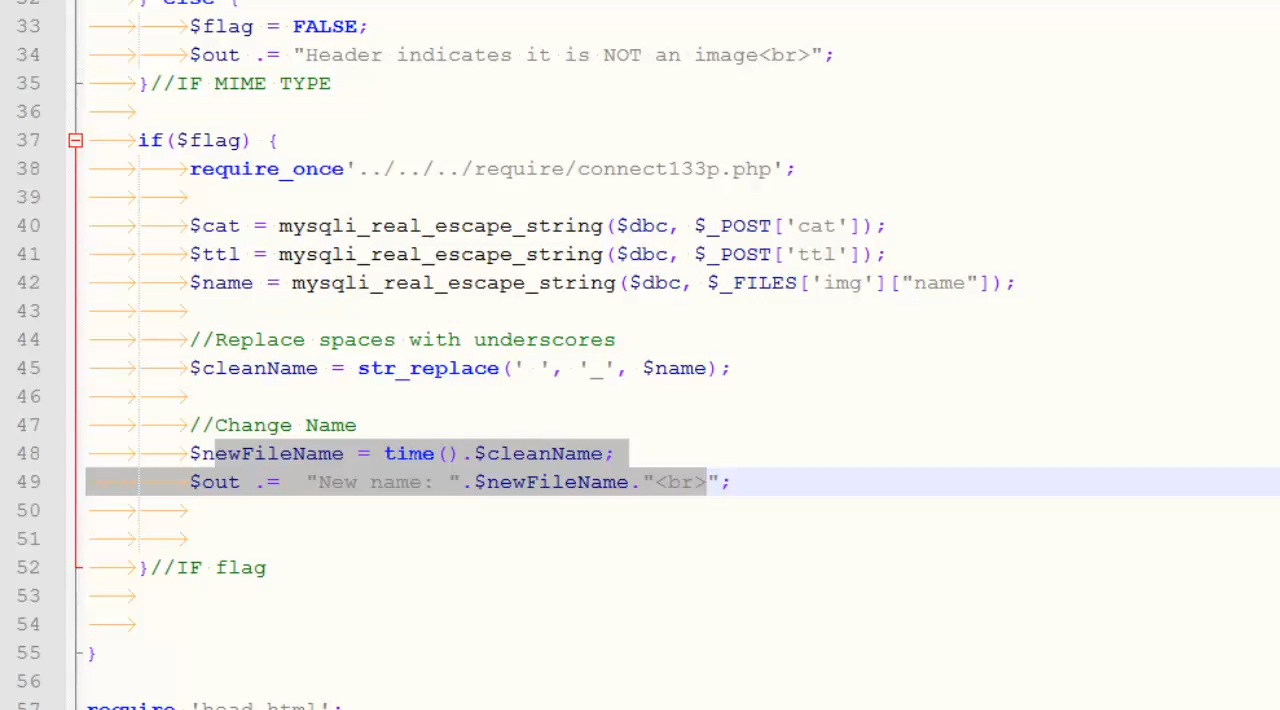 32 } else {
33 $flag = FALSE;
34 $out .= "Header indicates it is NOT an image<br>";
35 }//IF MIME TYPE
36
37 if($flag) {
38 require_once'../../../require/connect133p.php';
39
40 $cat = mysqli_real_escape_string($dbc, $_POST['cat']);
41 $ttl = mysqli_real_escape_string($dbc, $_POST['ttl']);
42 $name = mysqli_real_escape_string($dbc, $_FILES['img']["name"]);
43
44 //Replace spaces with underscores
45 $cleanName = str_replace(' ', '_', $name);
46
47 //Change Name
48 $newFileName = time().$cleanName;
49 $out .=  "New name: ".$newFileName."<br>";
50
51
52 }//IF flag
53
54
55 }
56
57 require 'head.html';